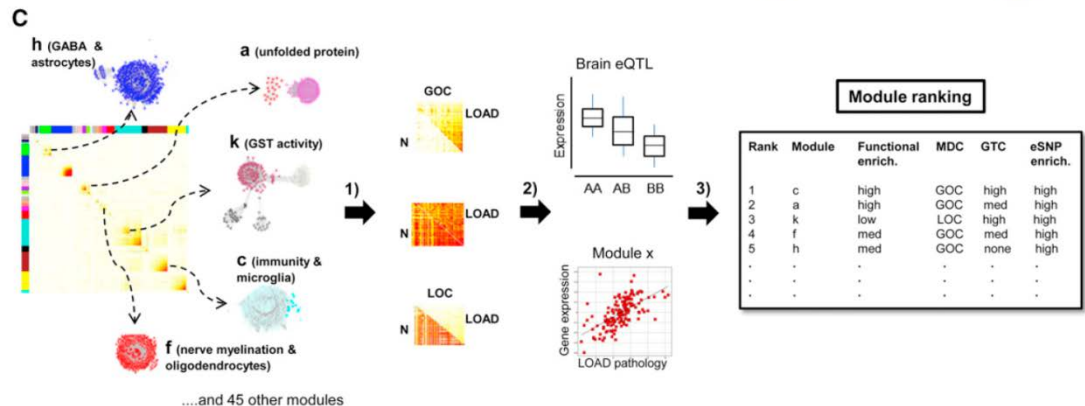 C
h (GABA &
astrocytes)
a (unfolded protein)
k (GST activity)
c (immunity &
microglia)
f (nerve myelination &
oligodendrocytes)
....and 45 other modules
1)
GOC
N
LOAD
N
LOAD
LOC
N
LOAD
2)
Brain eQTL
Expression
AA AB BB
Module x
Gene expression
LOAD pathology
3)
Module ranking
Rank Module Functional enrich. MDC GTC eSNP enrich.
1 c high GOC high high
2 a high GOC med high
3 k low LOC high high
4 f med GOC med high
5 h med GOC none high
. . . . . .
. . . . . .
. . . . . .